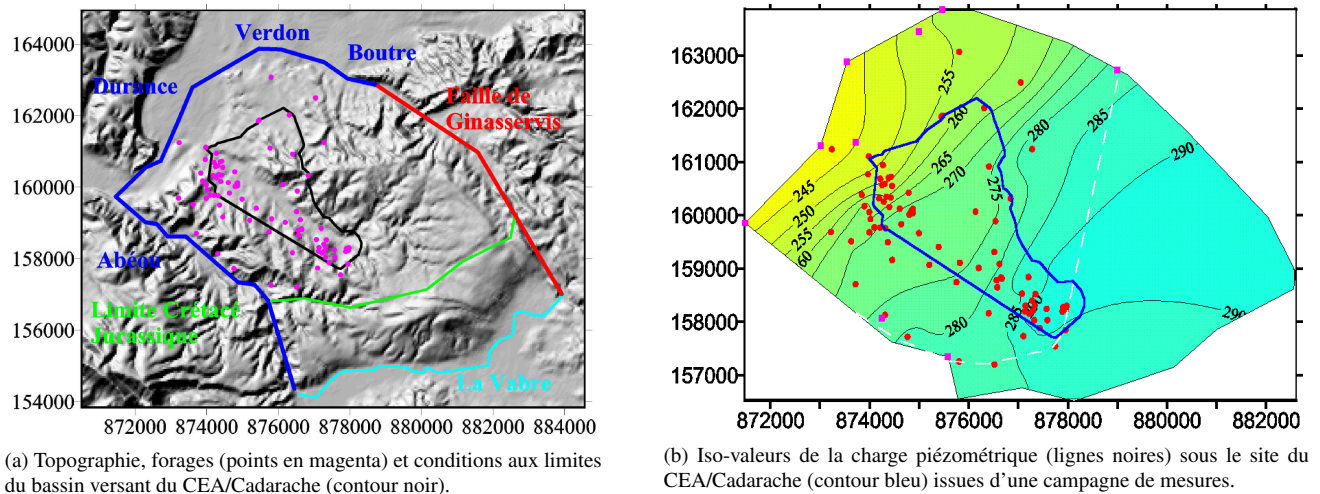 164000
162000
160000
158000
156000
154000
872000 874000 876000 878000 880000 882000 884000
Verdon
Boutre
Durance
Faille de
Ginasservis
Abéou
Limite Crétacé
Jurassique
La Vabre
(a) Topographie, forages (points en magenta) et conditions aux limites
du bassin versant du CEA/Cadarache (contour noir).
163000
162000
161000
160000
159000
158000
157000
872000 874000 876000 878000 880000 882000
255
260
280
285
290
265
270
275
245
250
255
60
280
285
290
(b) Iso-valeurs de la charge piézométrique (lignes noires) sous le site du
CEA/Cadarache (contour bleu) issues d'une campagne de mesures.